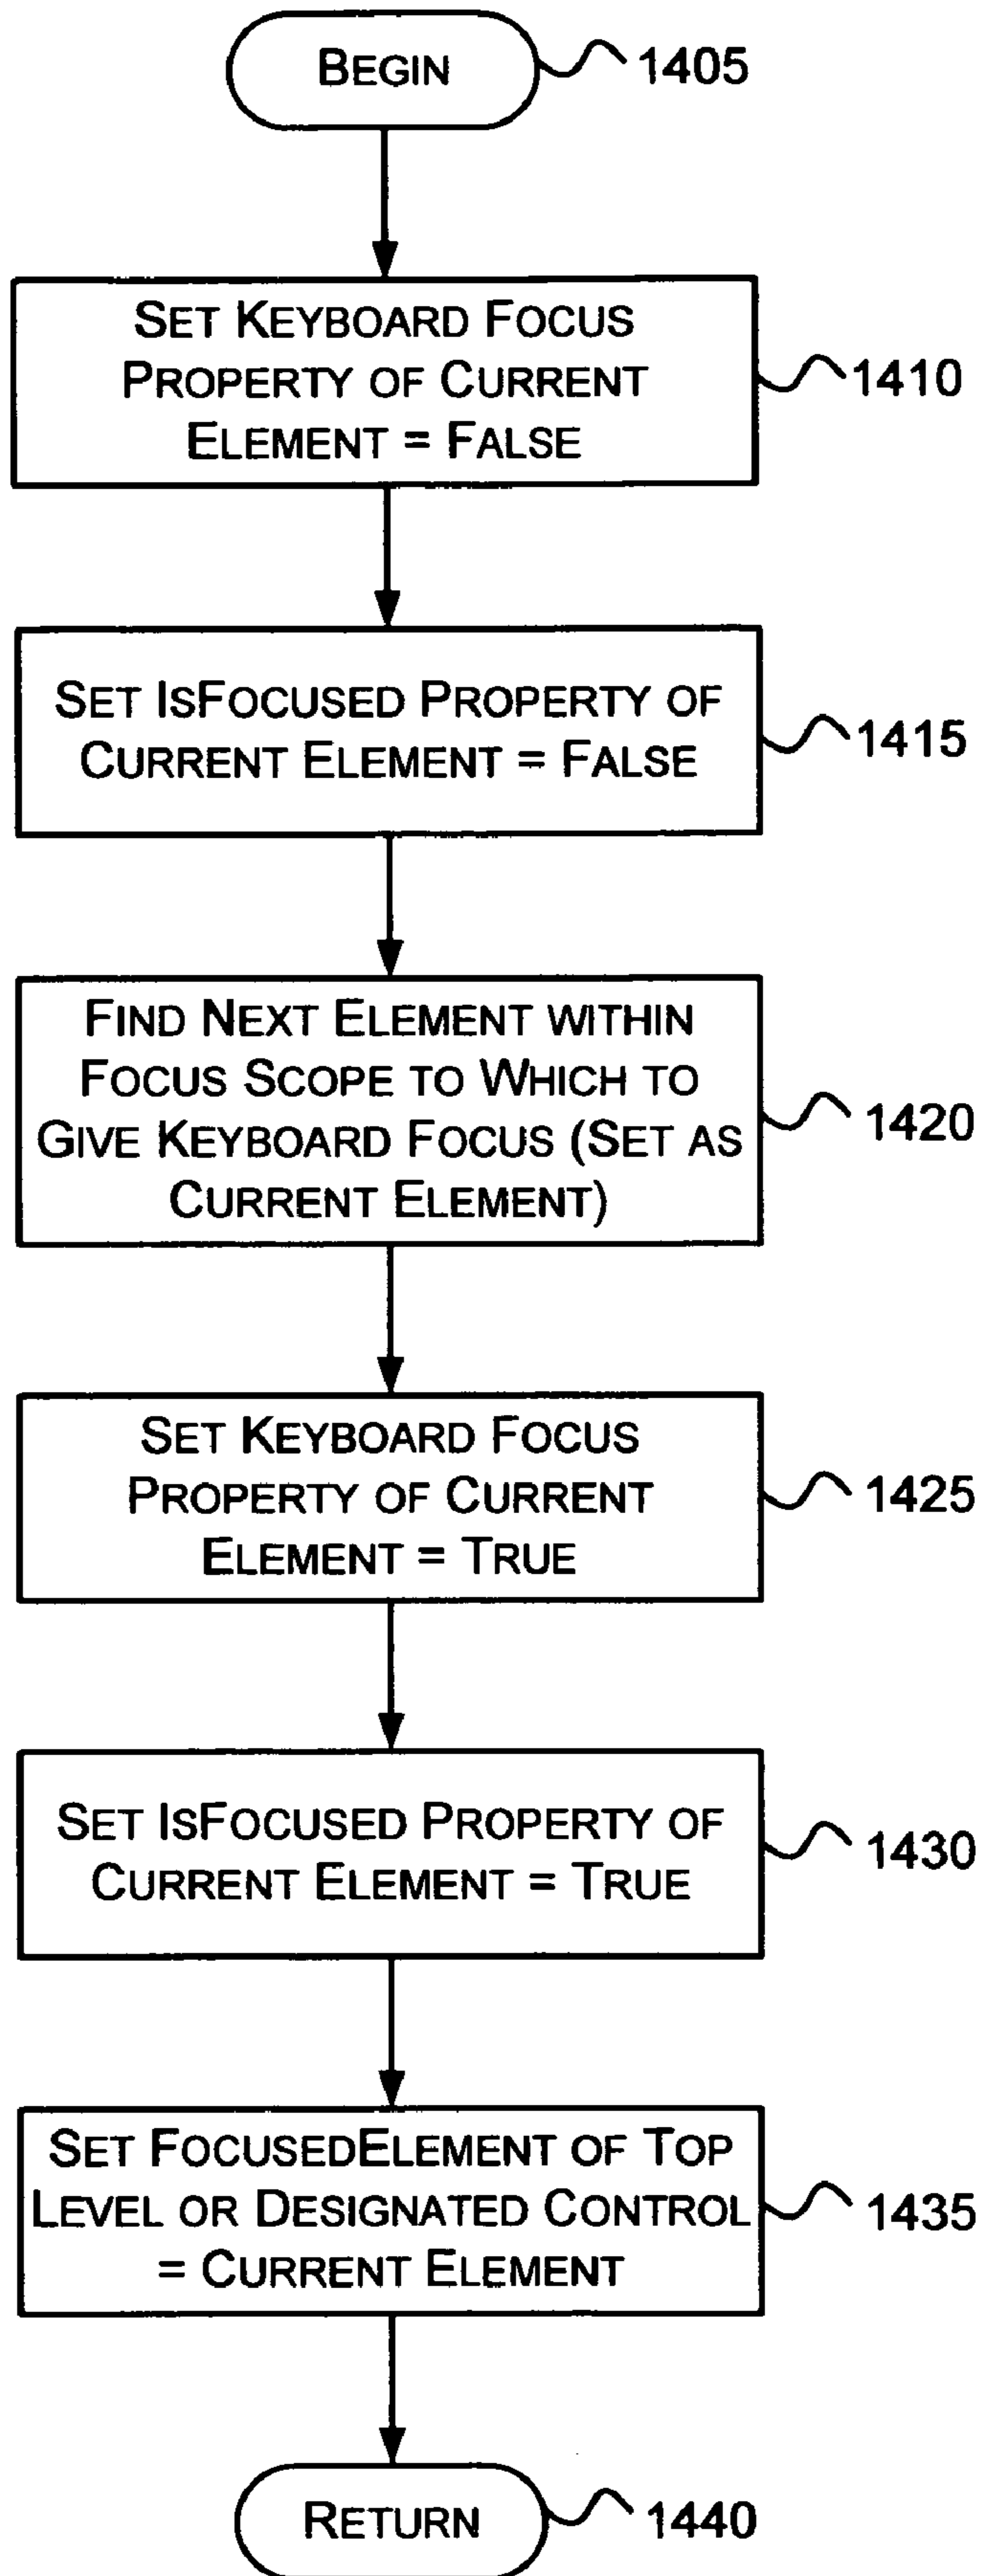 BEGIN
1405
SET KEYBOARD FOCUS
PROPERTY OF CURRENT
ELEMENT = FALSE
1410
SET ISFOCUSED PROPERTY OF
CURRENT ELEMENT = FALSE
1415
FIND NEXT ELEMENT WITHIN
FOCUS SCOPE TO WHICH TO
GIVE KEYBOARD FOCUS (SET AS
CURRENT ELEMENT)
1420
SET KEYBOARD FOCUS
PROPERTY OF CURRENT
ELEMENT = TRUE
1425
SET ISFOCUSED PROPERTY OF
CURRENT ELEMENT = TRUE
1430
SET FOCUSEDELEMENT OF TOP
LEVEL OR DESIGNATED CONTROL
= CURRENT ELEMENT
1435
RETURN
1440